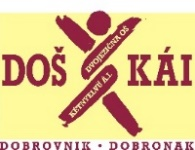 DOŠ KÁI
DVOJEZIČNA OŠ
KÉTNYELVŰ Á.I.
DOBROVNIK • DOBRONAK